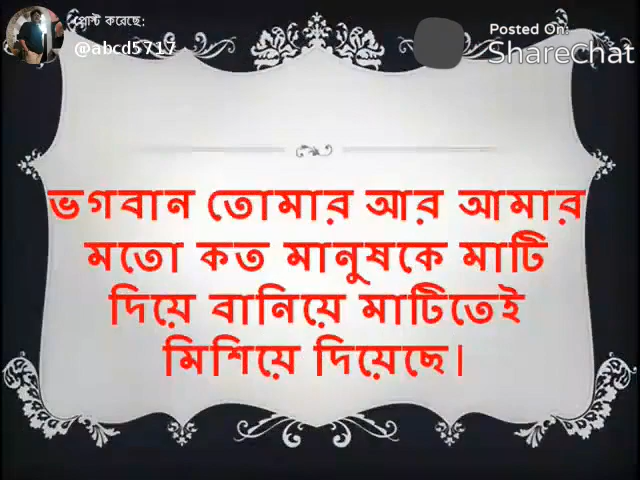 পোস্ট করেছে:
@abcd5717
Posted On:
Sharechat
ভগবান তোমার আর আমার
মতো কত মানুষকে মাটি
দিয়ে বানিয়ে মাটিতেই
মিশিয়ে দিয়েছে।